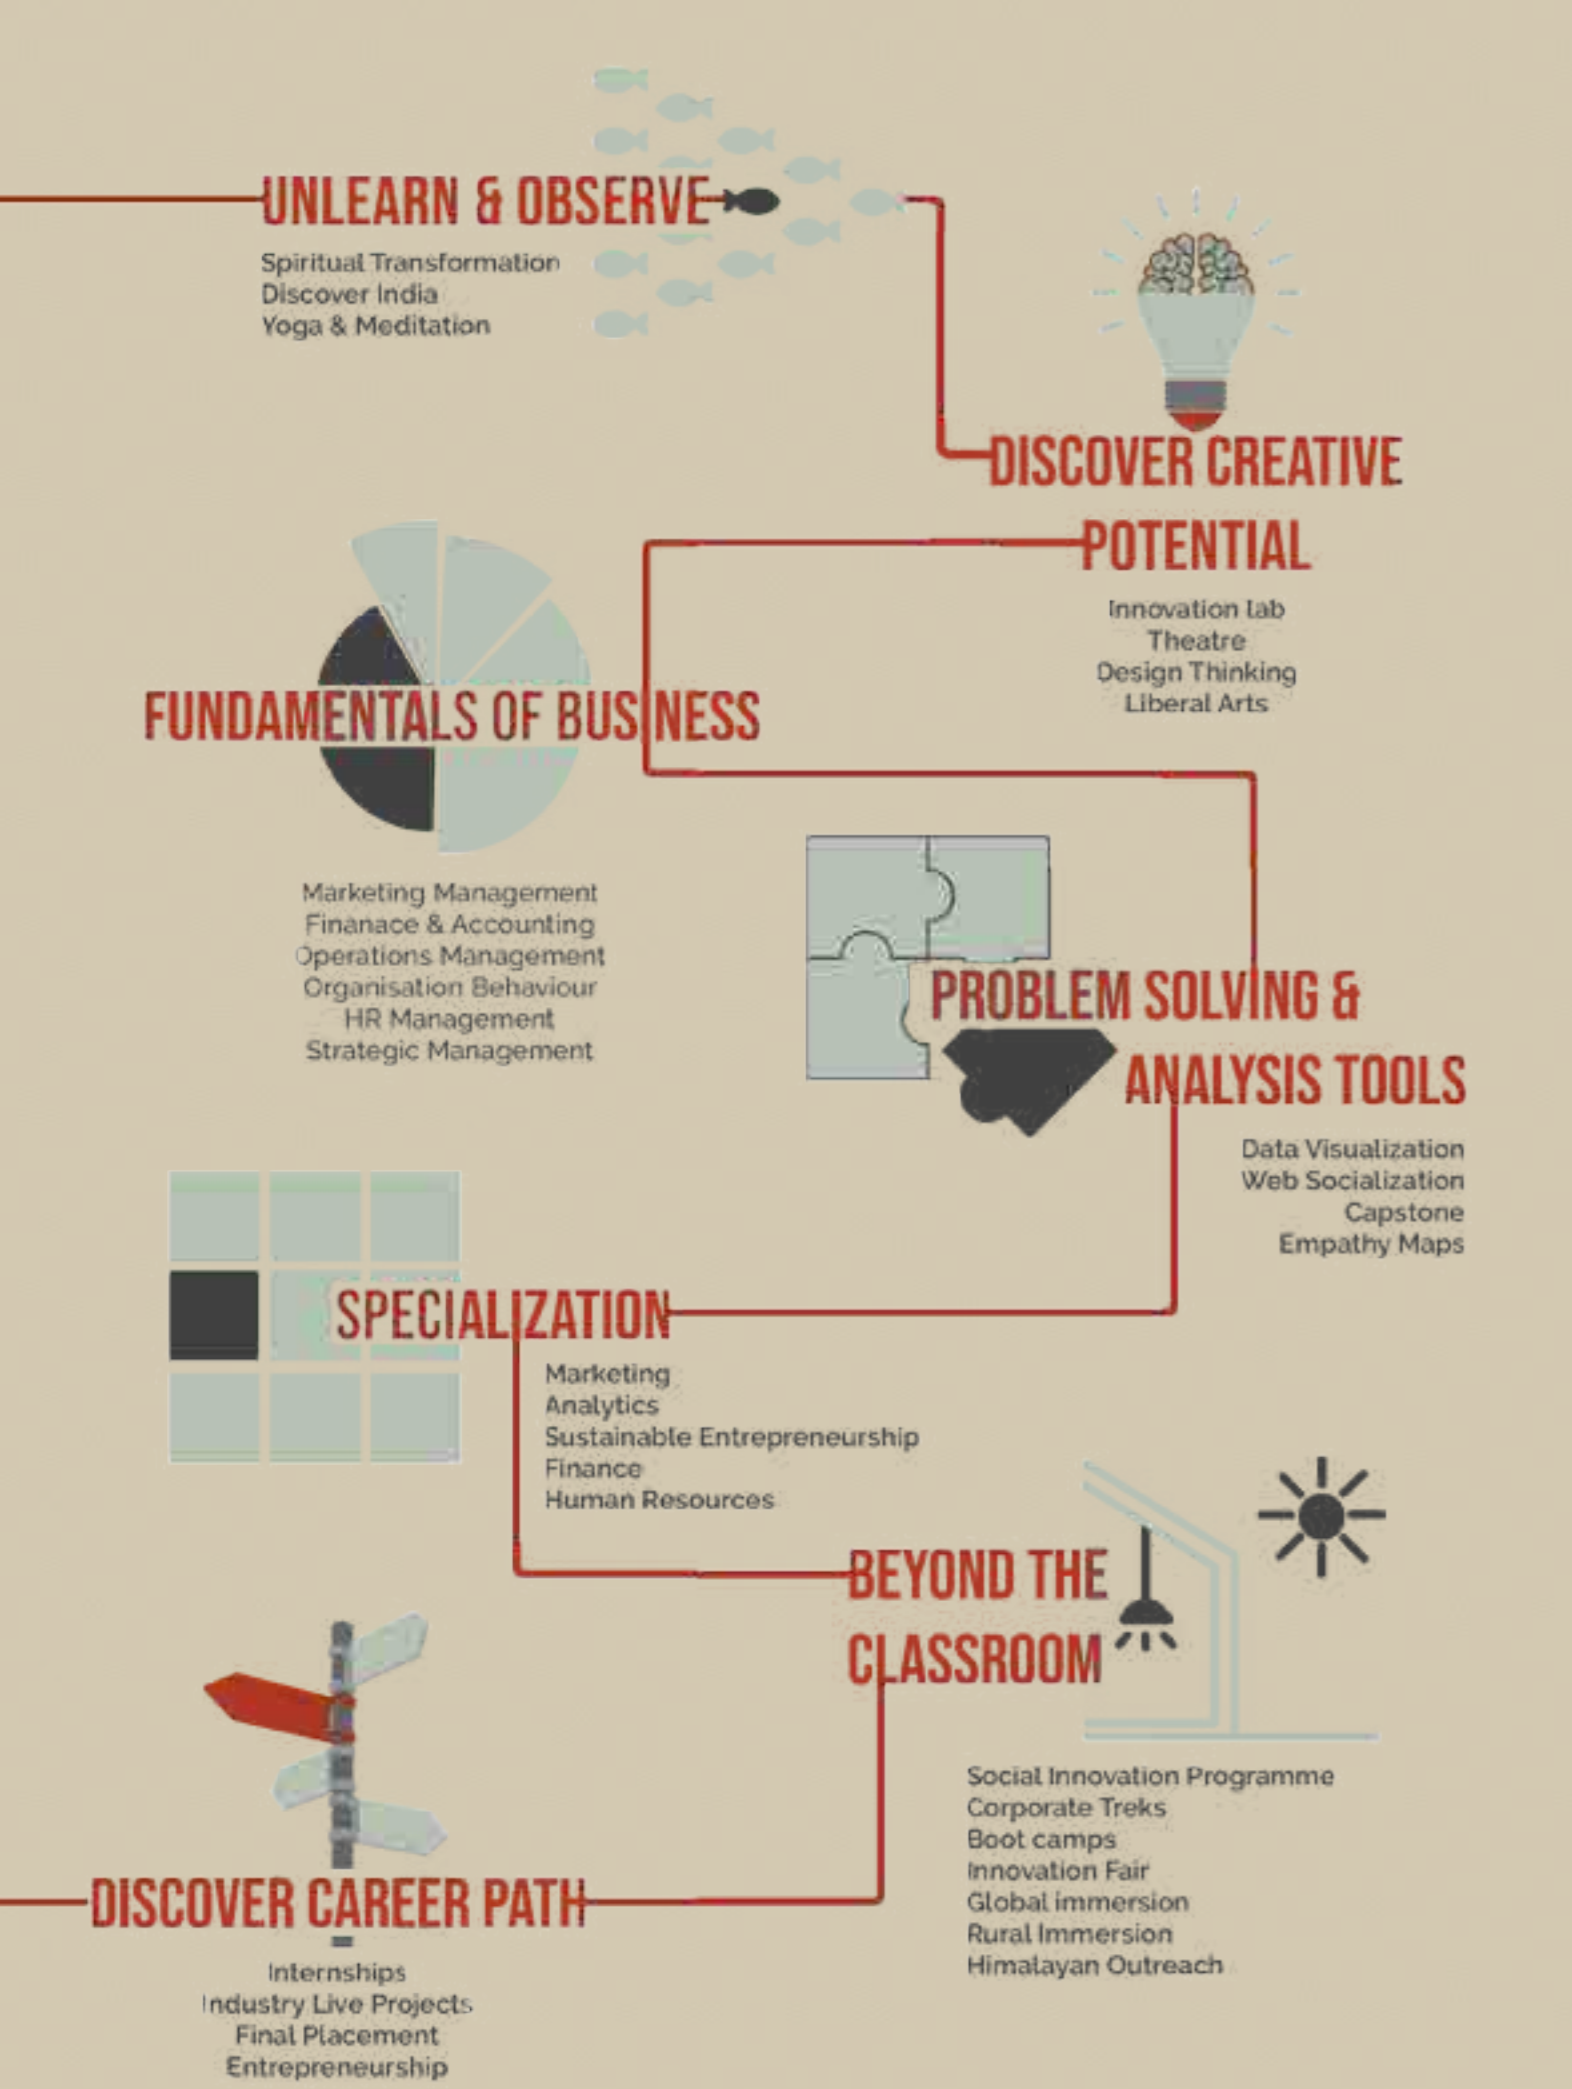 UNLEARN & OBSERVE
Spiritual Transformation
Discover India
Yoga & Meditation
DISCOVER CREATIVE
POTENTIAL
Innovation lab
Theatre
Design Thinking
Liberal Arts
FUNDAMENTALS OF BUSINESS
Marketing Management
Finanace & Accounting
Operations Management
Organisation Behaviour
HR Management
Strategic Management
PROBLEM SOLVING &
ANALYSIS TOOLS
Data Visualization
Web Socialization
Capstone
Empathy Maps
SPECIALIZATION
Marketing
Analytics
Sustainable Entrepreneurship
Finance
Human Resources
BEYOND THE
CLASSROOM
Social Innovation Programme
Corporate Treks
Boot camps
Innovation Fair
Global immersion
Rural Immersion
Himalayan Outreach
DISCOVER CAREER PATH
Internships
Industry Live Projects
Final Placement
Entrepreneurship